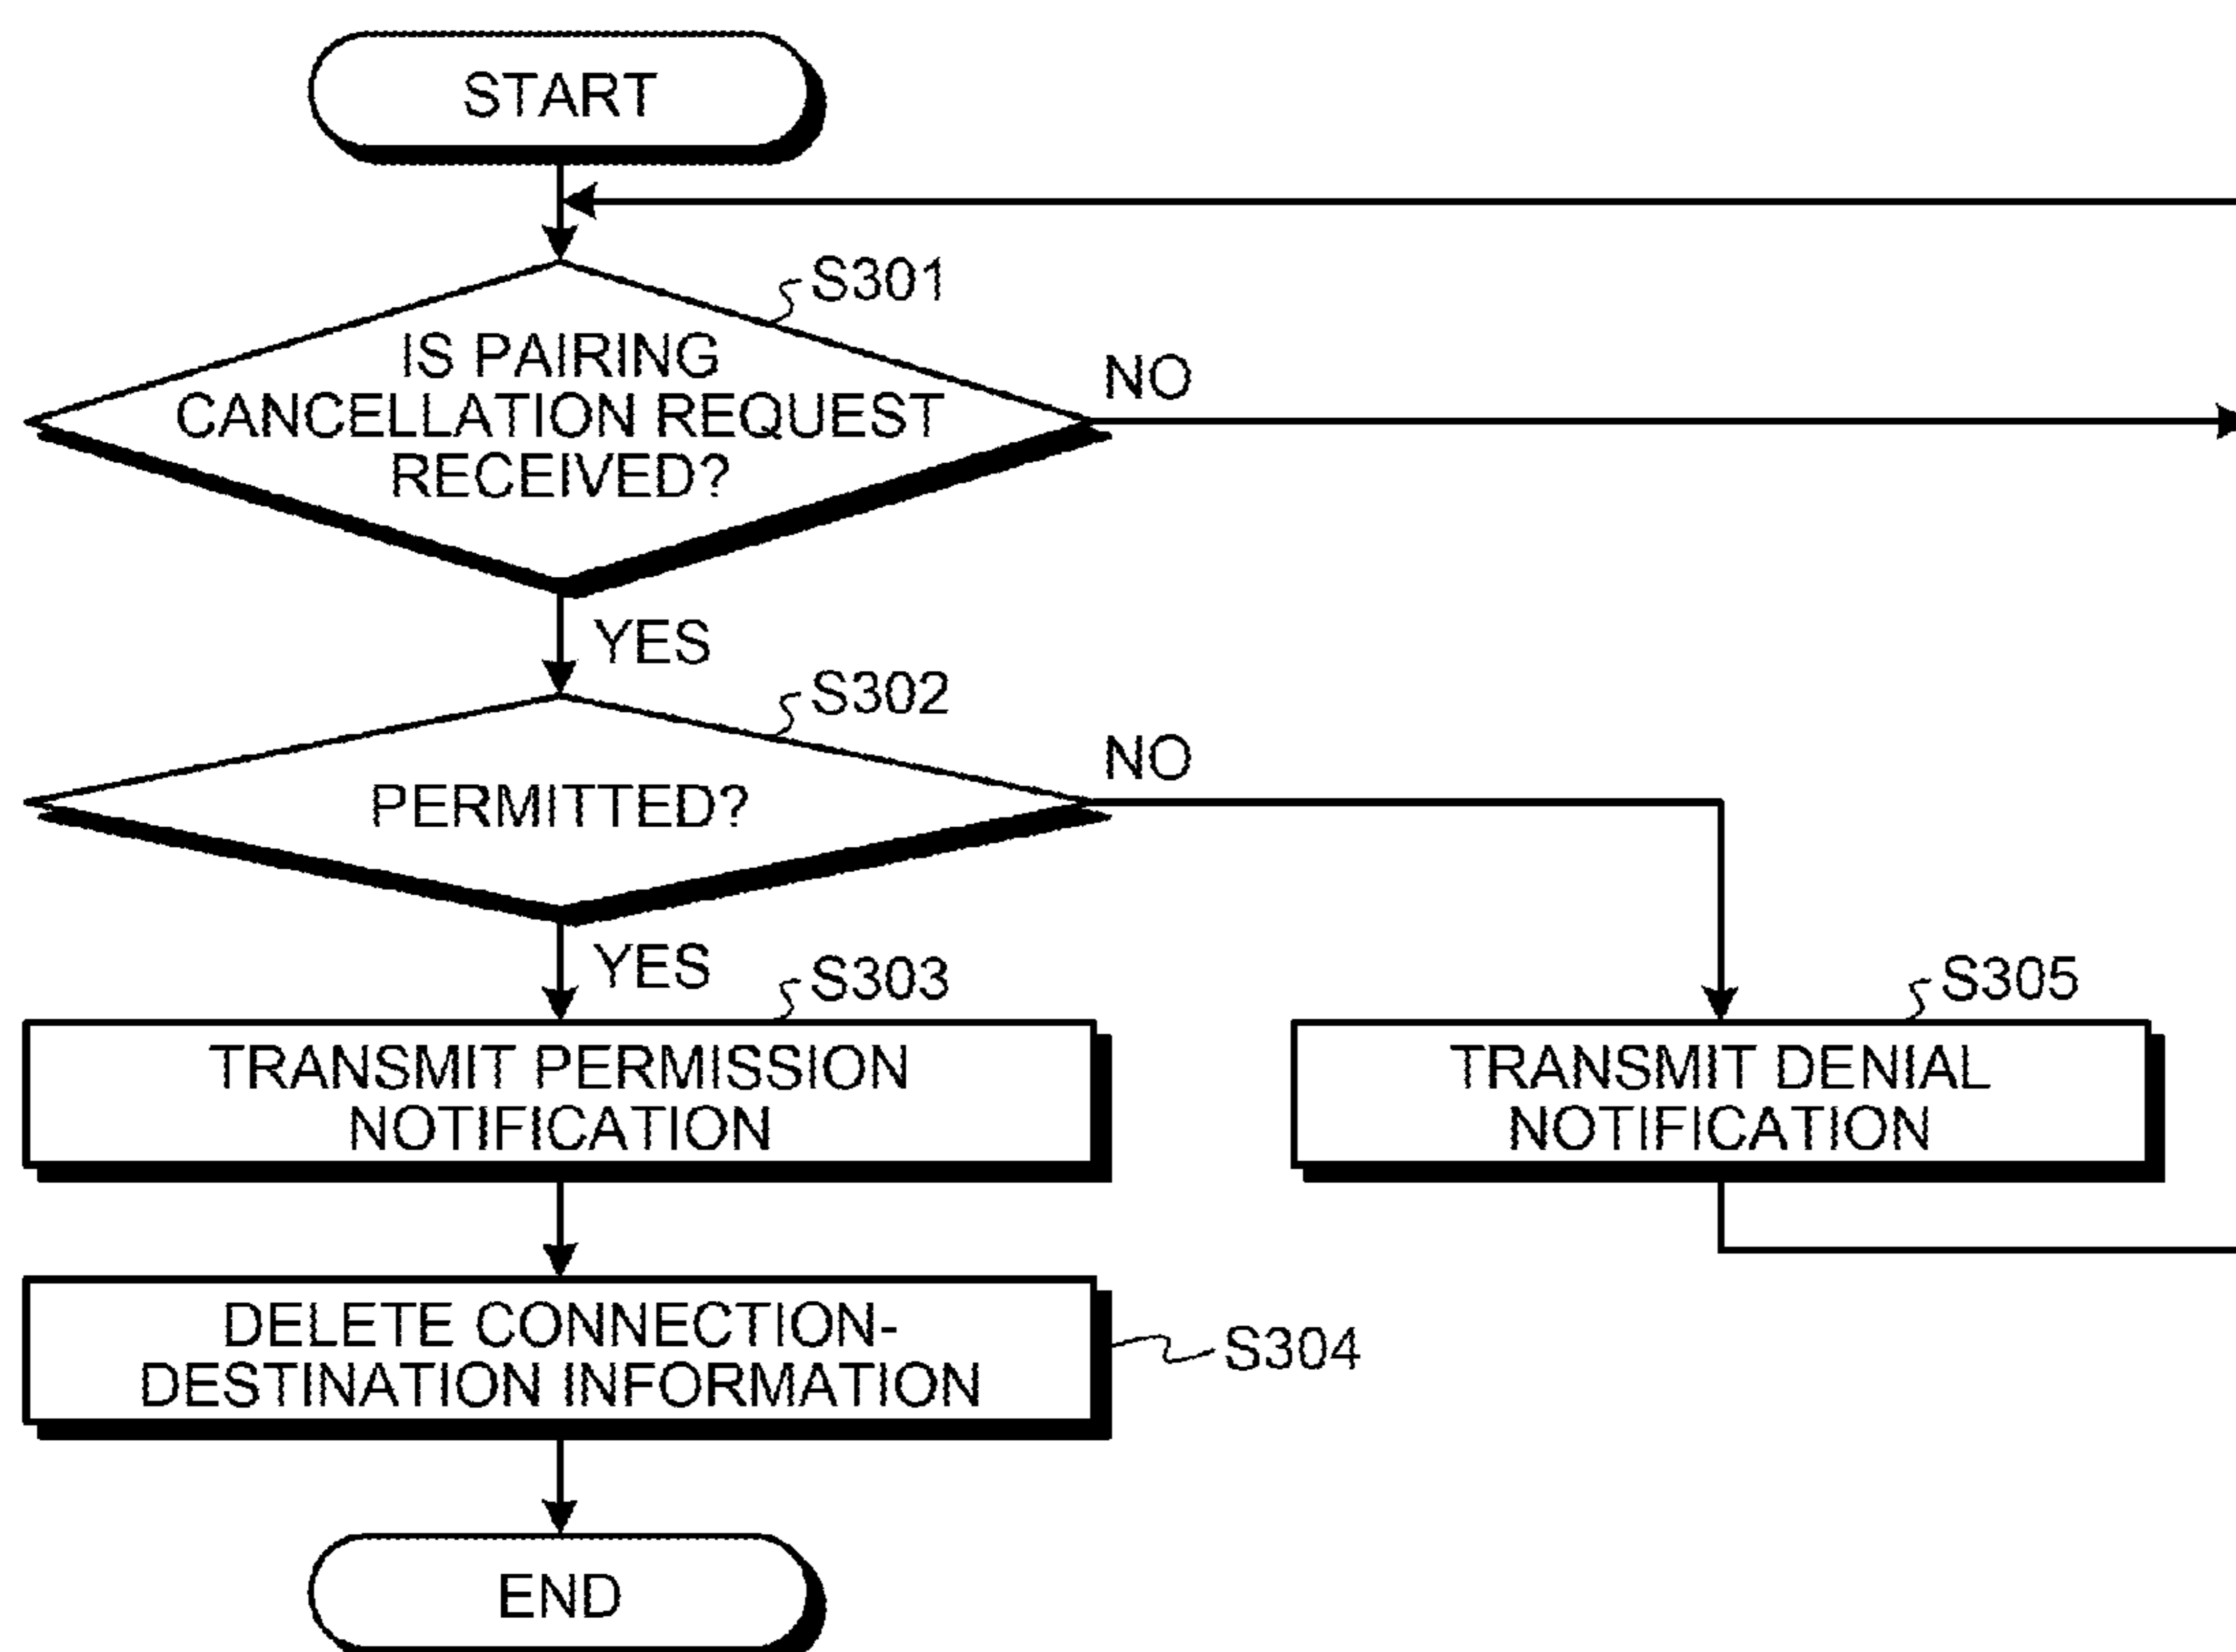 START
S301
IS PAIRING
CANCELLATION REQUEST
RECEIVED?
NO
YES
S302
PERMITTED?
NO
YES
S303
TRANSMIT PERMISSION
NOTIFICATION
S305
TRANSMIT DENIAL
NOTIFICATION
DELETE CONNECTION-
DESTINATION INFORMATION
S304
END